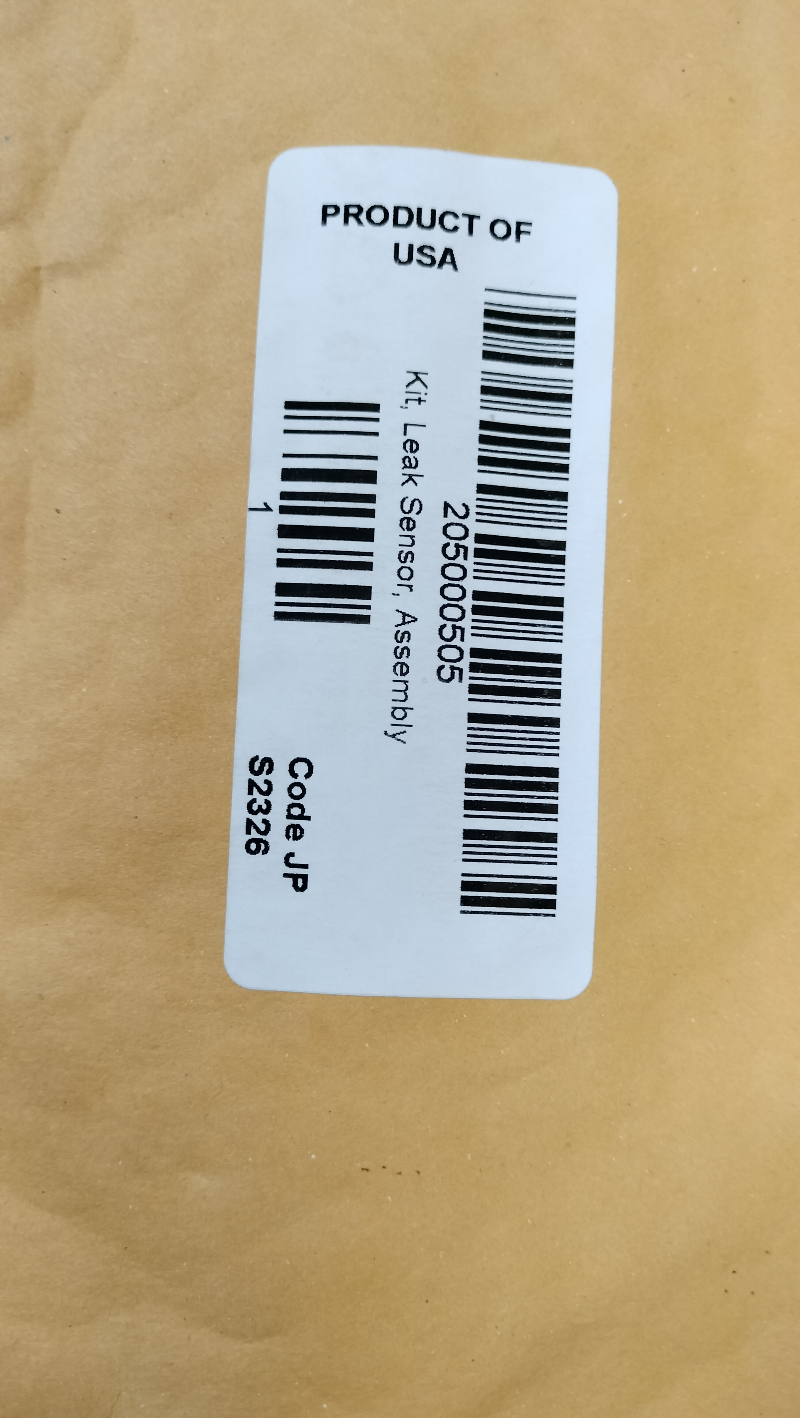 PRODUCT OF
USA
205000505
Kit, Leak Sensor, Assembly
1
Code JP
S2326